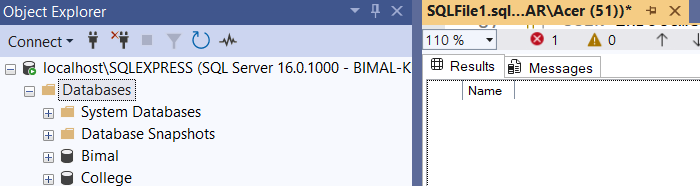 Object Explorer
Connect
localhost\SQLEXPRESS (SQL Server 16.0.1000 - BIMAL-K
Databases
System Databases
Database Snapshots
Bimal
College
SQLFile1.sql...AR\Acer (51))*
110 %
1
0
Results
Messages
Name